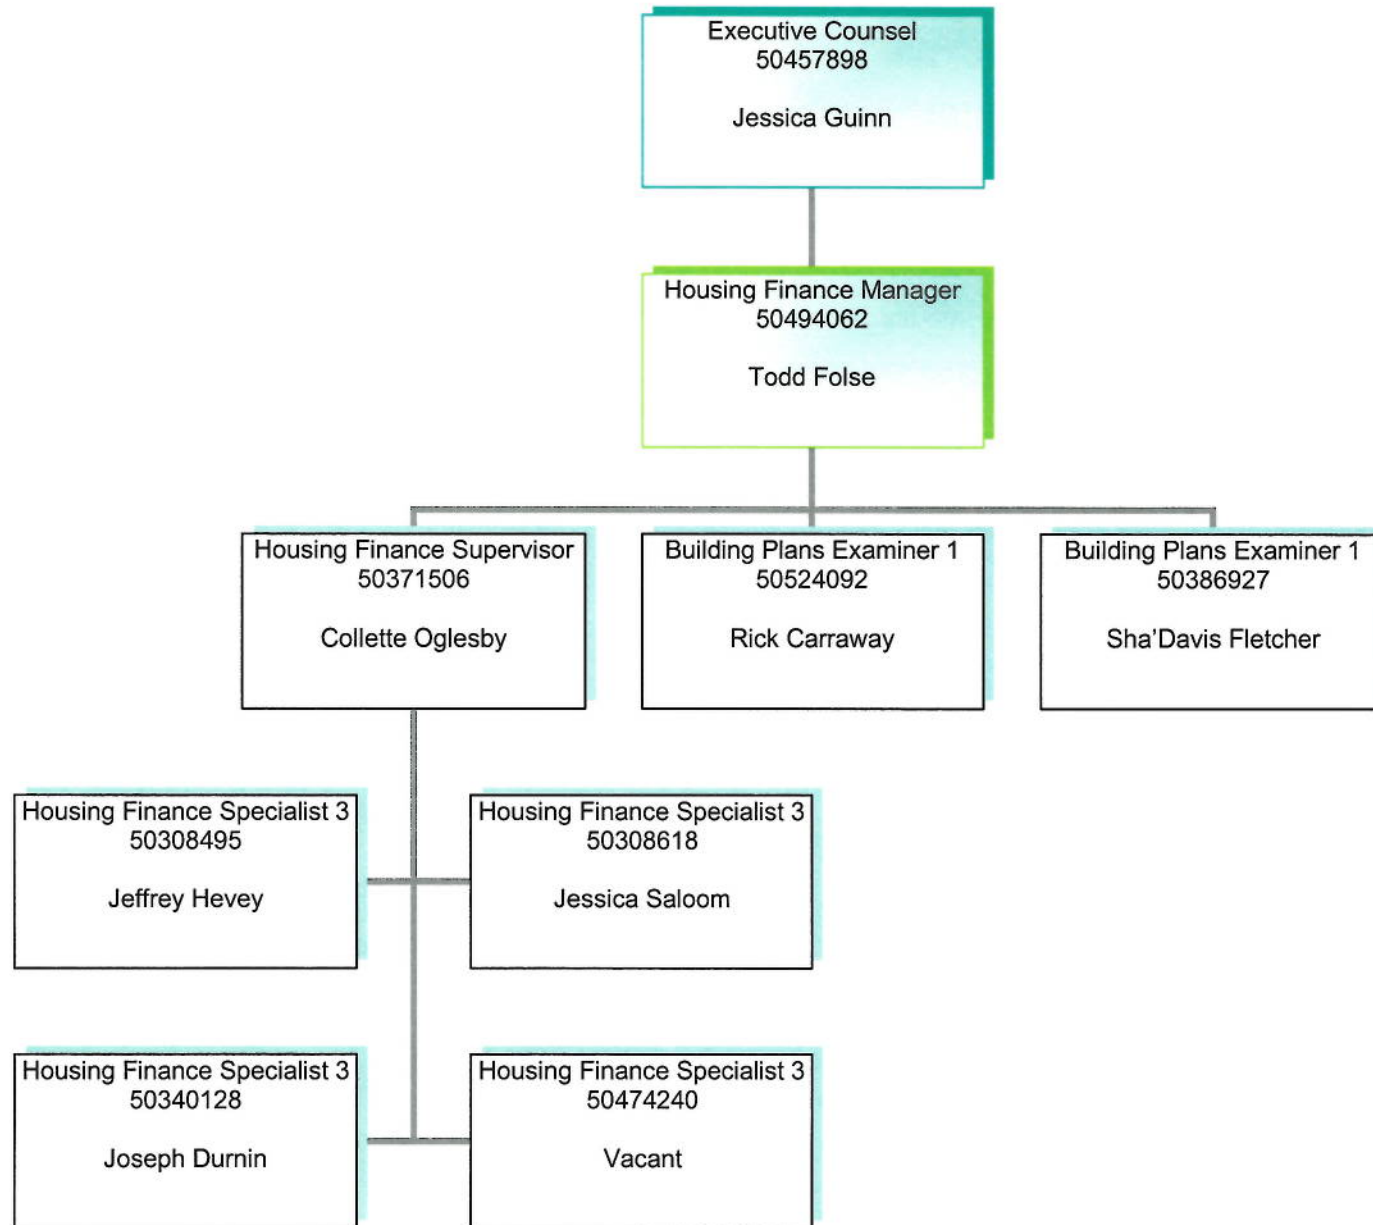 Executive Counsel
50457898
Jessica Guinn
Housing Finance Manager
50494062
Todd Folse
Housing Finance Supervisor
50371506
Collette Oglesby
Building Plans Examiner 1
50524092
Rick Carraway
Building Plans Examiner 1
50386927
Sha'Davis Fletcher
Housing Finance Specialist 3
50308495
Jeffrey Hevey
Housing Finance Specialist 3
50308618
Jessica Saloom
Housing Finance Specialist 3
50340128
Joseph Durnin
Housing Finance Specialist 3
50474240
Vacant